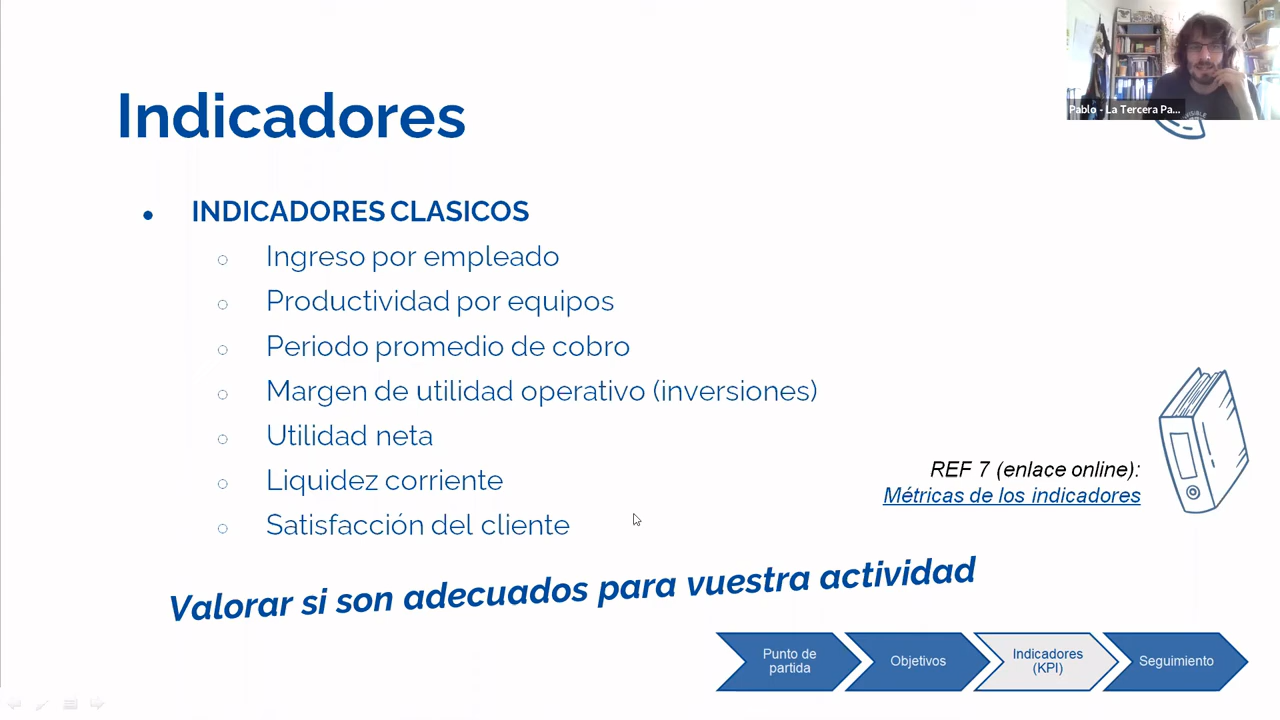 Indicadores
INDICADORES CLASICOS
Ingreso por empleado
Productividad por equipos
Periodo promedio de cobro
Margen de utilidad operativo (inversiones)
Utilidad neta
Liquidez corriente
Satisfacción del cliente
REF 7 (enlace online):
Métricas de los indicadores
Valorar si son adecuados para vuestra actividad
Punto de
partida
Objetivos
Indicadores
(KPI)
Seguimiento
Pablo - La Tercera Pa...